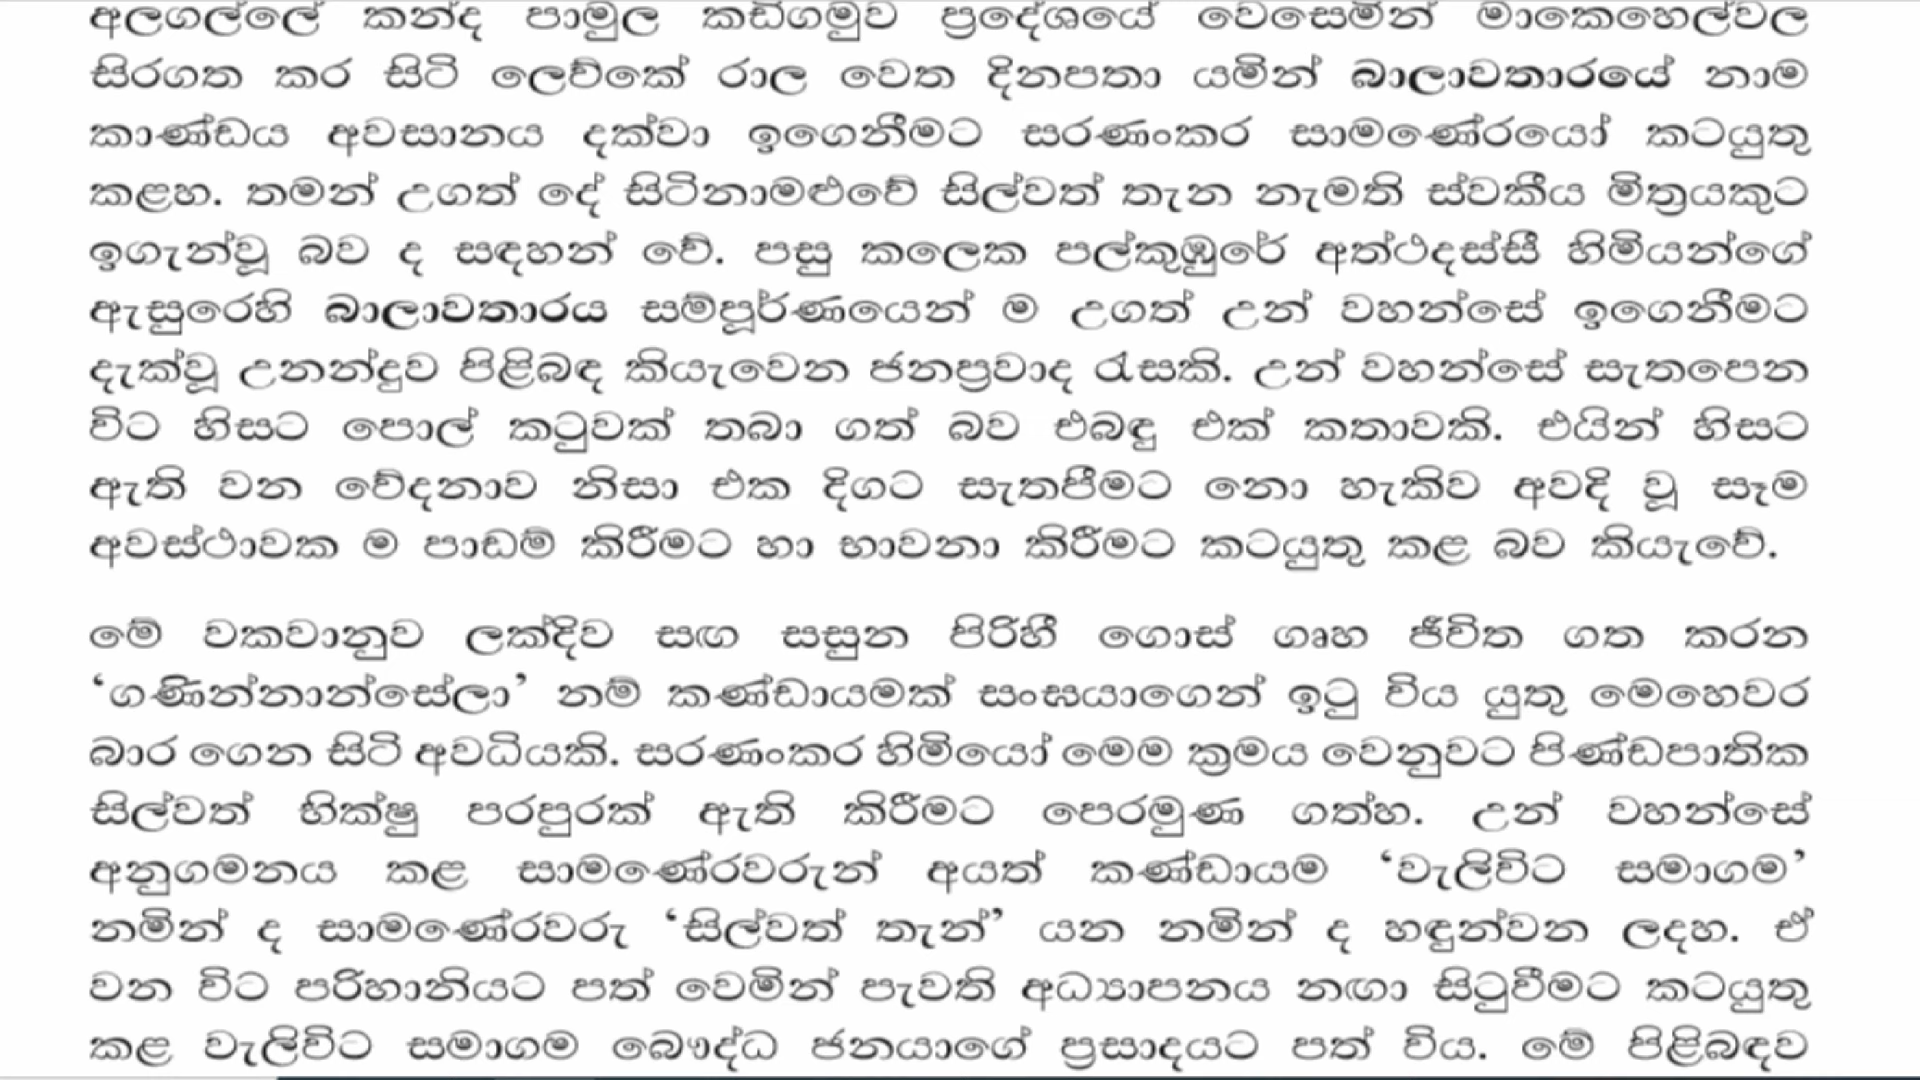 අලගල්ලේ කන්ද පාමුල කඩිගමුව ප්‍රදේශයේ වෙසෙමින් මාකෙහෙල්වල
සිරගත කර සිටි ලෙව්කේ රාල වෙත දිනපතා යමින් බාලාවතාරයේ නාම
කාණ්ඩය අවසානය දක්වා ඉගෙනීමට සරණංකර සාමණේරයෝ කටයුතු
කළහ. තමන් උගත් දේ සිටිනාමළුවේ සිල්වත් තැන නැමති ස්වකීය මිත්‍රයකුට
ඉගැන්වූ බව ද සඳහන් වේ. පසු කලෙක පල්කුඹුරේ අත්ථදස්සී හිමියන්ගේ
ඇසුරෙහි බාලාවතාරය සම්පූර්ණයෙන් ම උගත් උන් වහන්සේ ඉගෙනීමට
දැක්වූ උනන්දුව පිළිබඳ කියැවෙන ජනප්‍රවාද රැසකි. උන් වහන්සේ සැතපෙන
විට හිසට පොල් කටුවක් තබා ගත් බව එබඳු එක් කතාවකි. එයින් හිසට
ඇති වන වේදනාව නිසා එක දිගට සැතපීමට නො හැකිව අවදි වූ සෑම
අවස්ථාවක ම පාඩම් කිරීමට හා භාවනා කිරීමට කටයුතු කළ බව කියැවේ.
මේ වකවානුව ලක්දිව සඟ සසුන පිරිහී ගොස් ගෘහ ජීවිත ගත කරන
‘ගණින්නාන්සේලා’ නම් කණ්ඩායමක් සංඝයාගෙන් ඉටු විය යුතු මෙහෙවර
බාර ගෙන සිටි අවධියකි. සරණංකර හිමියෝ මෙම ක්‍රමය වෙනුවට පිණ්ඩපාතික
සිල්වත් භික්ෂු පරපුරක් ඇති කිරීමට පෙරමුණ ගත්හ. උන් වහන්සේ
අනුගමනය කළ සාමණේරවරුන් අයත් කණ්ඩායම ‘වැලිවිට සමාගම’
නමින් ද සාමණේරවරු ‘සිල්වත් තැන්’ යන නමින් ද හඳුන්වන ලදහ. ඒ
වන විට පරිහානියට පත් වෙමින් පැවති අධ්‍යාපනය නඟා සිටුවීමට කටයුතු
කළ වැලිවිට සමාගම බෞද්ධ ජනයාගේ ප්‍රසාදයට පත් විය. මේ පිළිබඳව